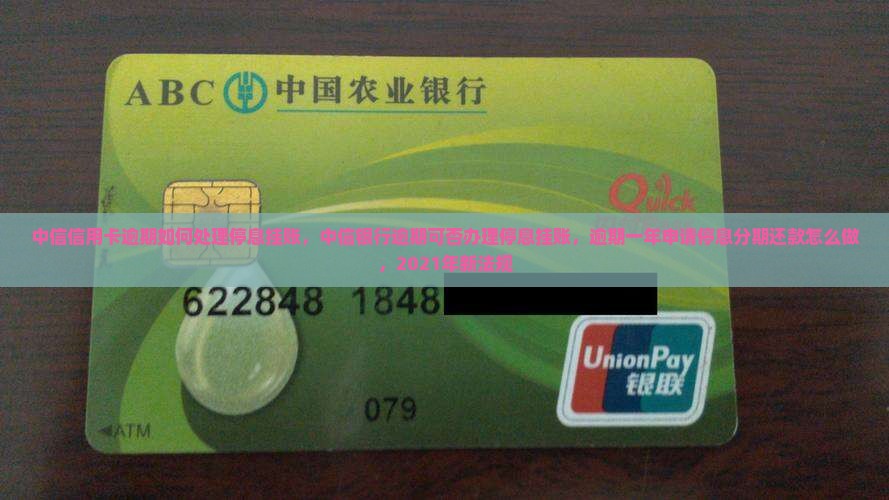 ABC 中国农业银行
Quick
中信信用卡逾期如何处理停息挂账，中信银行逾期可否办理停息挂账，逾期一年申请停息分期还款怎么做
，2021年新法规
622848 1848
UnionPay
银联
079
ATM